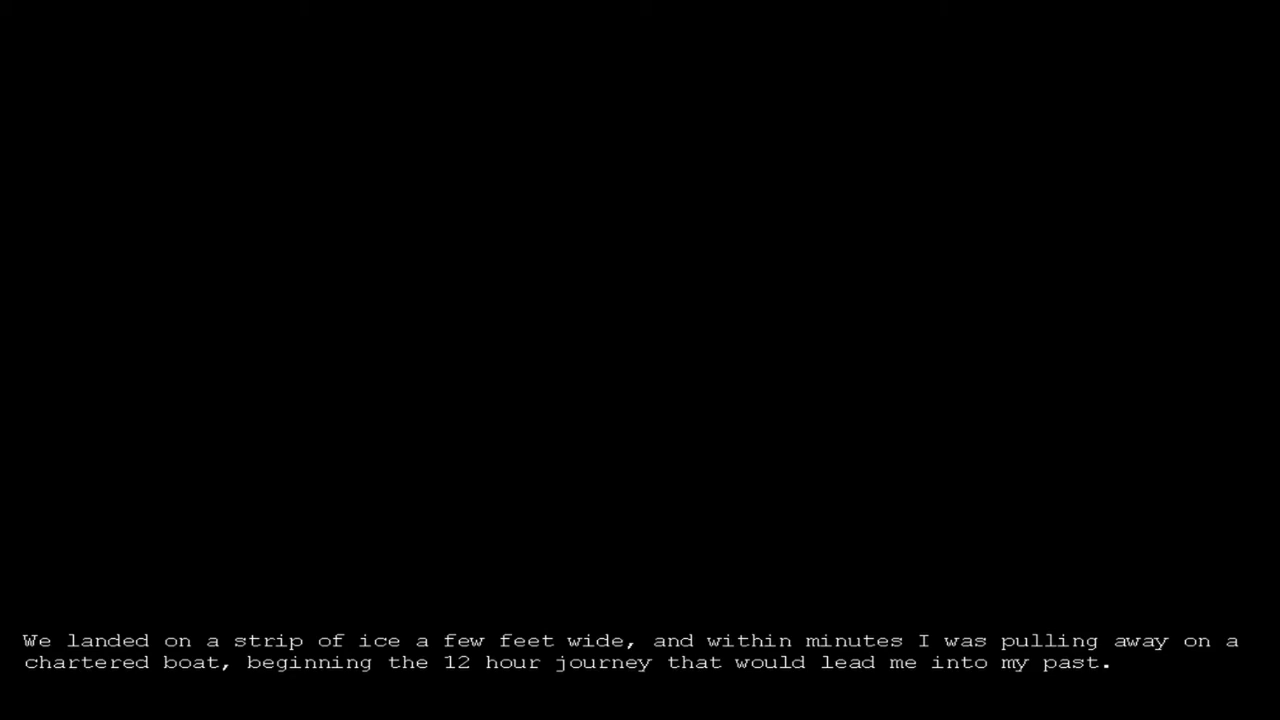 We landed on a strip of ice a few feet wide, and within minutes I was pulling away on a
chartered boat, beginning the 12 hour journey that would lead me into my past.